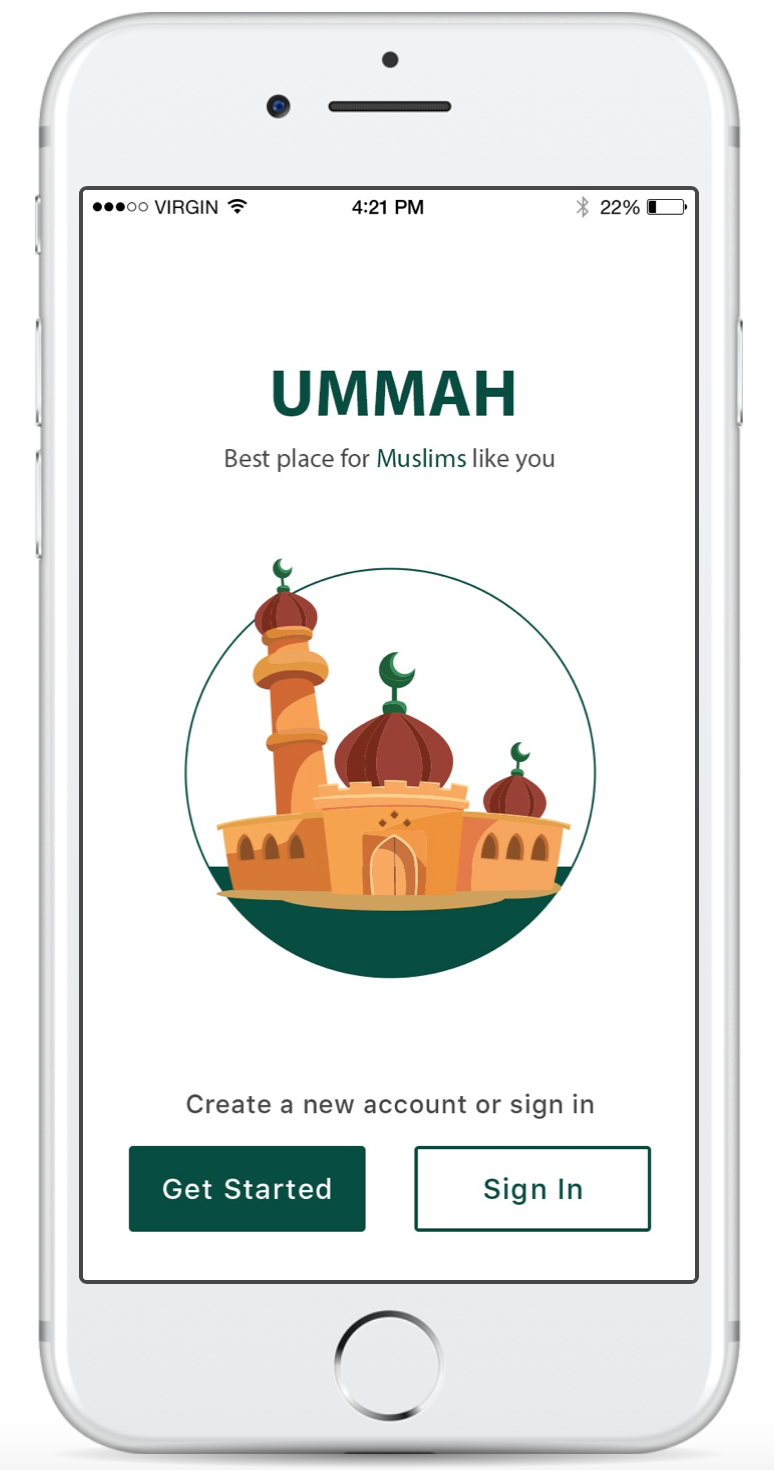 VIRGIN 4:21 PM 22%
UMMAH
Best place for Muslims like you
Create a new account or sign in
Get Started Sign In